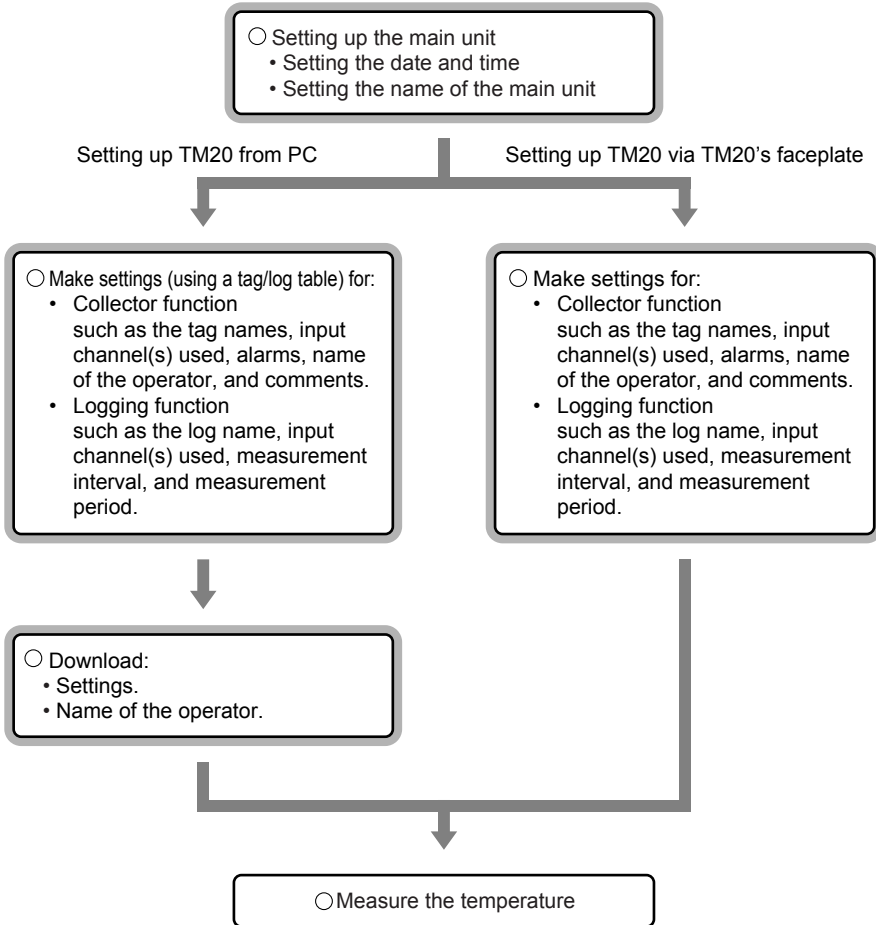 ○ Setting up the main unit
• Setting the date and time
• Setting the name of the main unit
Setting up TM20 from PC
Setting up TM20 via TM20’s faceplate
○ Make settings (using a tag/log table) for:
• Collector function
such as the tag names, input
channel(s) used, alarms, name
of the operator, and comments.
• Logging function
such as the log name, input
channel(s) used, measurement
interval, and measurement
period.
○ Make settings for:
• Collector function
such as the tag names, input
channel(s) used, alarms, name
of the operator, and comments.
• Logging function
such as the log name, input
channel(s) used, measurement
interval, and measurement
period.
○ Download:
• Settings.
• Name of the operator.
○ Measure the temperature